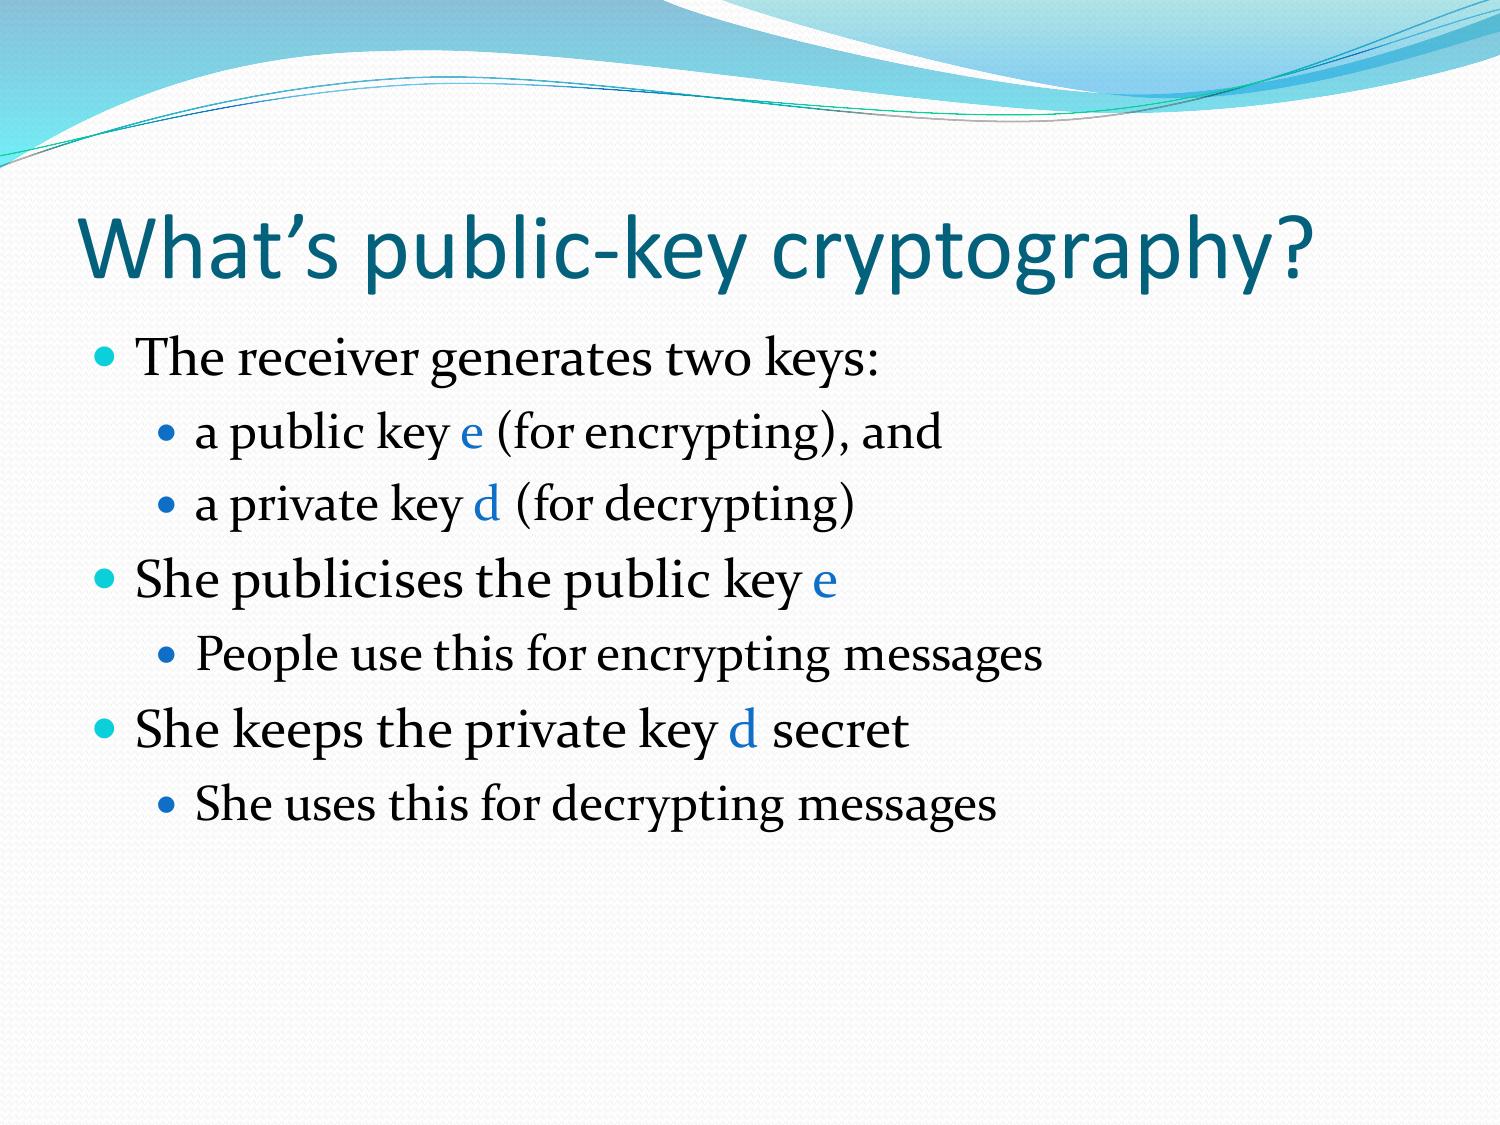 What’s public-key cryptography?
• The receiver generates two keys:
• a public key e (for encrypting), and
• a private key d (for decrypting)
• She publicises the public key e
• People use this for encrypting messages
• She keeps the private key d secret
• She uses this for decrypting messages